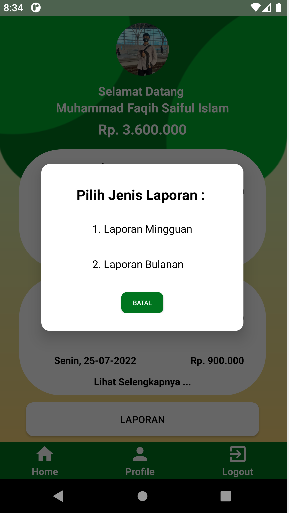 8:34
Selamat Datang
Muhammad Faqih Saiful Islam
Rp. 3.600.000
Pilih Jenis Laporan :
1. Laporan Mingguan
2. Laporan Bulanan
BATAL
Senin, 25-07-2022 Rp. 900.000
Lihat Selengkapnya ...
LAPORAN
Home Profile Logout